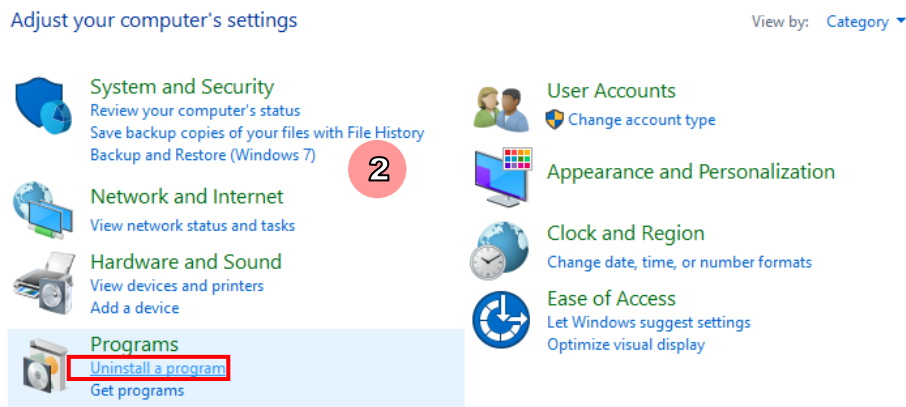 Adjust your computer's settings
View by: Category
System and Security
Review your computer's status
Save backup copies of your files with File History
Backup and Restore (Windows 7)
2
Network and Internet
View network status and tasks
Hardware and Sound
View devices and printers
Add a device
Programs
Uninstall a program
Get programs
User Accounts
Change account type
Appearance and Personalization
Clock and Region
Change date, time, or number formats
Ease of Access
Let Windows suggest settings
Optimize visual display